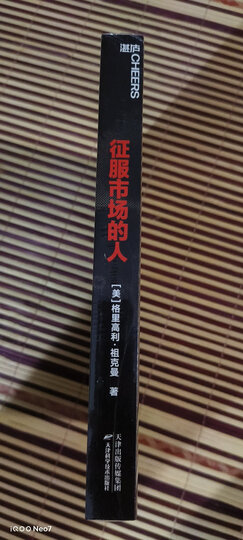 湛庐 CHEERS
征服市场的人
[美]格里高利·祖克曼 著
天津出版传媒集团
天津科学技术出版社
iQOO Neo7